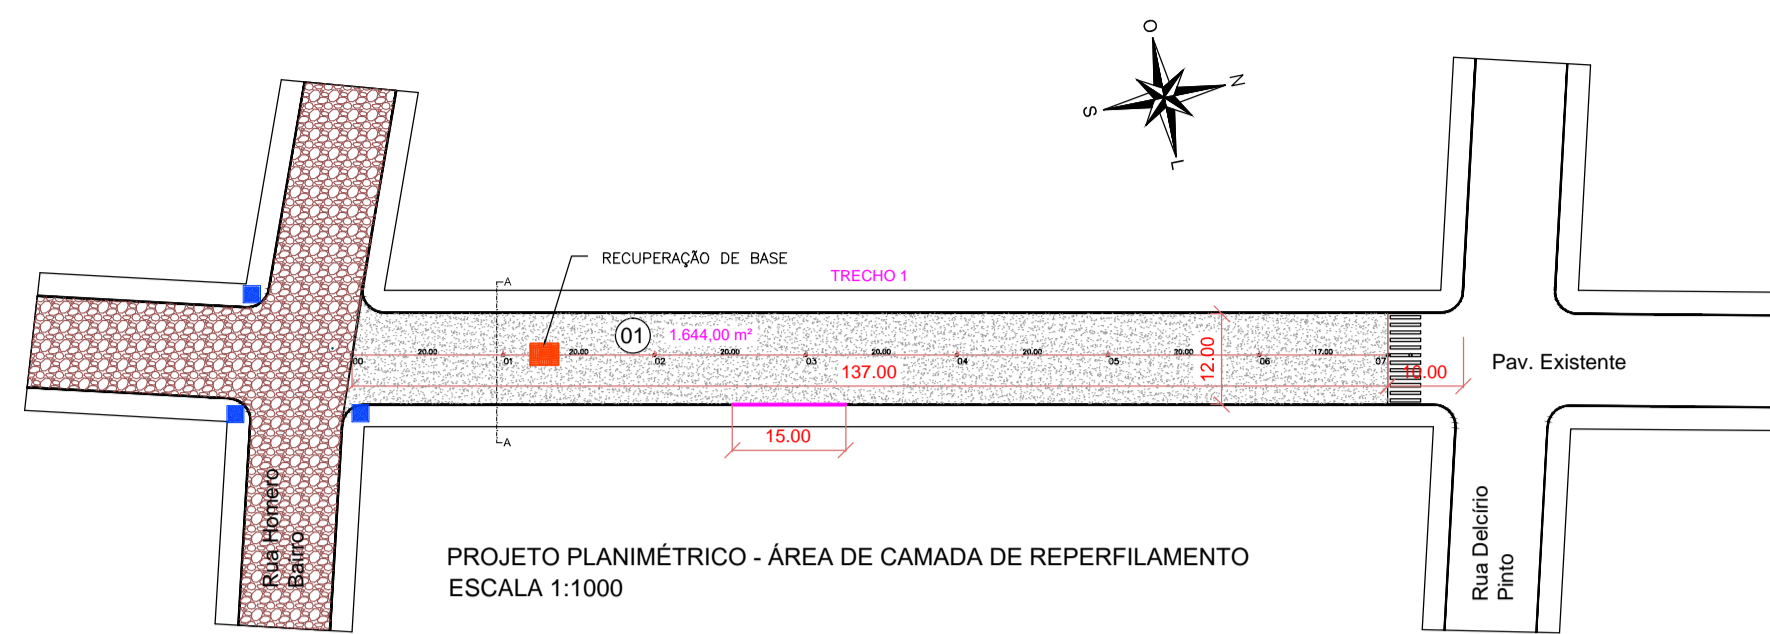 O
N
S
L
RECUPERAÇÃO DE BASE
TRECHO 1
A
01
1.644,00 m²
12.00
00
20.00
01
20.00
02
20.00
03
20.00
04
20.00
05
20.00
06
17.00
07
137.00
10.00
Pav. Existente
15.00
A
Rua Homero
Bairro
Rua Delcírio
Pinto
PROJETO PLANIMÉTRICO - ÁREA DE CAMADA DE REPERFILAMENTO
ESCALA 1:1000